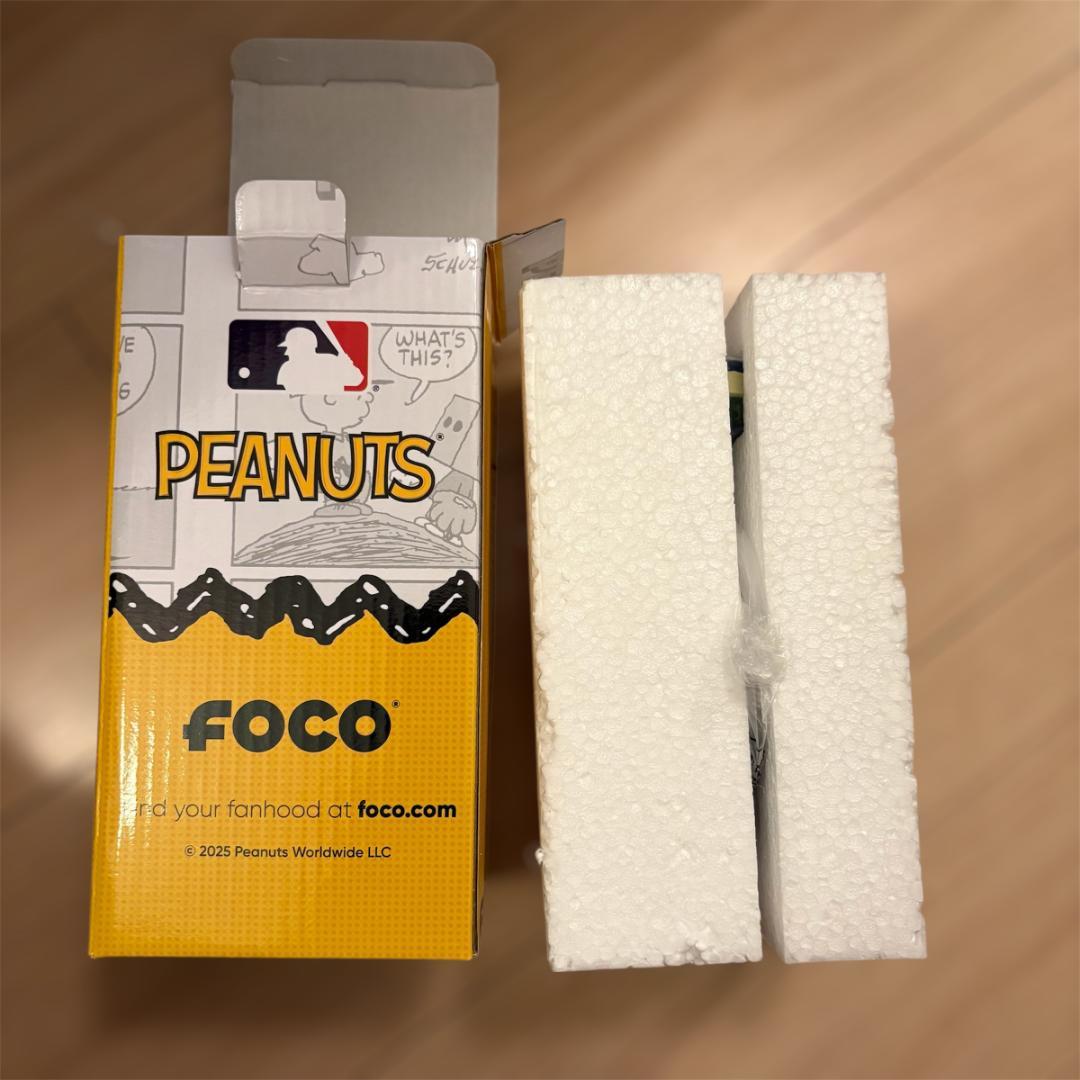 WHAT'S
THIS?
PEANUTS®
FOCO®
your fanhood at foco.com
© 2025 Peanuts Worldwide LLC